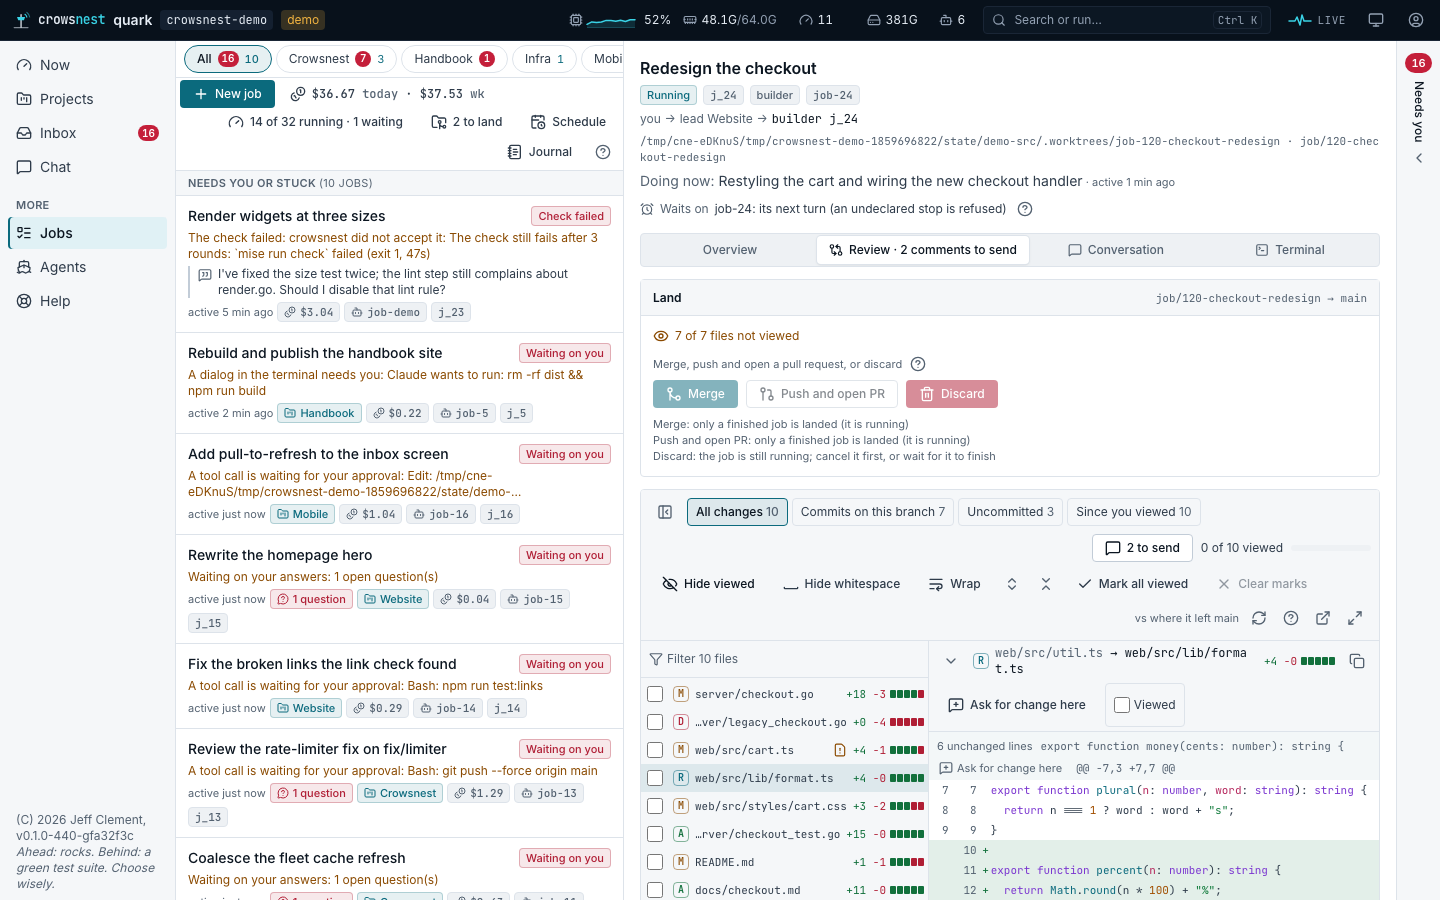 crowsnest quark crowsnest-demo demo 52% 48.1G/64.0G 11 381G 6 Search or run... Ctrl K LIVE
Now
Projects
Inbox 16
Chat
MORE
Jobs
Agents
Help
(C) 2026 Jeff Clement,
v0.1.0-440-gfa32f3c
Ahead: rocks. Behind: a
green test suite. Choose
wisely.
All 16 10 Crowsnest 7 3 Handbook 1 Infra 1 Mobi
New job $36.67 today · $37.53 wk
14 of 32 running · 1 waiting 2 to land Schedule
Journal
NEEDS YOU OR STUCK (10 JOBS)
Render widgets at three sizes Check failed
The check failed: crowsnest did not accept it: The check still fails after 3
rounds: `mise run check` failed (exit 1, 47s)
I've fixed the size test twice; the lint step still complains about
render.go. Should I disable that lint rule?
active 5 min ago $3.04 job-demo j_23
Rebuild and publish the handbook site Waiting on you
A dialog in the terminal needs you: Claude wants to run: rm -rf dist &&
npm run build
active 2 min ago Handbook $0.22 job-5 j_5
Add pull-to-refresh to the inbox screen Waiting on you
A tool call is waiting for your approval: Edit: /tmp/cne-
eDKnuS/tmp/crowsnest-demo-1859696822/state/demo-...
active just now Mobile $1.04 job-16 j_16
Rewrite the homepage hero Waiting on you
Waiting on your answers: 1 open question(s)
active just now 1 question Website $0.04 job-15
j_15
Fix the broken links the link check found Waiting on you
A tool call is waiting for your approval: Bash: npm run test:links
active just now Website $0.29 job-14 j_14
Review the rate-limiter fix on fix/limiter Waiting on you
A tool call is waiting for your approval: Bash: git push --force origin main
active just now 1 question Crowsnest $1.29 job-13
j_13
Coalesce the fleet cache refresh Waiting on you
Waiting on your answers: 1 open question(s)
Redesign the checkout
Running j_24 builder job-24
you → lead Website → builder j_24
/tmp/cne-eDKnuS/tmp/crowsnest-demo-1859696822/state/demo-src/.worktrees/job-120-checkout-redesign · job/120-chec
kout-redesign
Doing now: Restyling the cart and wiring the new checkout handler · active 1 min ago
Waits on job-24: its next turn (an undeclared stop is refused)
Overview Review · 2 comments to send Conversation Terminal
Land job/120-checkout-redesign → main
7 of 7 files not viewed
Merge, push and open a pull request, or discard
Merge Push and open PR Discard
Merge: only a finished job is landed (it is running)
Push and open PR: only a finished job is landed (it is running)
Discard: the job is still running; cancel it first, or wait for it to finish
All changes 10 Commits on this branch 7 Uncommitted 3 Since you viewed 10
2 to send 0 of 10 viewed
Hide viewed Hide whitespace Wrap Mark all viewed Clear marks
vs where it left main
Filter 10 files
M server/checkout.go +18 -3
D …ver/legacy_checkout.go +0 -4
M web/src/cart.ts +4 -1
R web/src/lib/format.ts +4 -0
M web/src/styles/cart.css +3 -2
A …rver/checkout_test.go +15 -0
M README.md +1 -1
A docs/checkout.md +11 -0
R web/src/util.ts → web/src/lib/forma
t.ts +4 -0
Ask for change here Viewed
6 unchanged lines export function money(cents: number): string {
Ask for change here @@ -7,3 +7,7 @@
7 7 export function plural(n: number, word: string): string {
8 8 return n === 1 ? word : word + "s";
9 9 }
10 +
11 +export function percent(n: number): string {
12 + return Math.round(n * 100) + "%";
16
Needs you